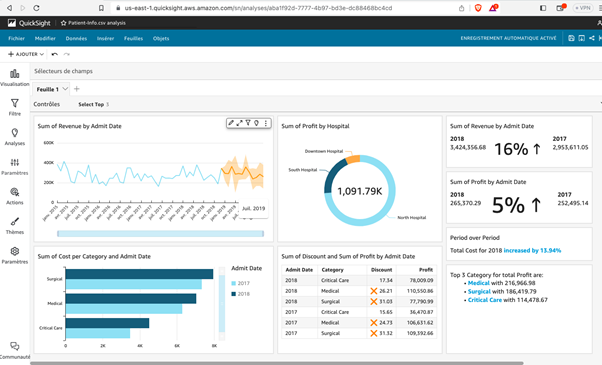 us-east-1.quicksight.aws.amazon.com/sn/analyses/aba1f92d-7777-4b97-bd3e-dc88468bc4cd
VPN
QuickSight
Patient-Info.csv analysis
Fichier Modifier Données Insérer Feuilles Objets
ENREGISTREMENT AUTOMATIQUE ACTIVÉ
+ AJOUTER
Sélecteurs de champs
Visualisation
Filtre
Analyses
Paramètres
Actions
Thèmes
Paramètres
Communauté
Feuille 1
Contrôles Select Top 5
Sum of Revenue by Admit Date
600K
400K
200K
0
Juil. 2019
Sum of Profit by Hospital
Downtown Hospital
South Hospital
1,091.79K
North Hospital
Sum of Revenue by Admit Date
2018 2017
3,424,356.68 16% ↑ 2,953,611.05
Sum of Profit by Admit Date
2018 2017
265,370.29 5% ↑ 252,495.14
Period over Period
Total Cost for 2018 increased by 13.94%
Top 3 Category for total Profit are:
• Medical with 216,966.98
• Surgical with 186,419.79
• Critical Care with 114,478.67
Sum of Cost per Category and Admit Date
Surgical
Medical
Critical Care
0 2K 4K 6K 8K
Admit Date
2017
2018
Sum of Discount and Sum of Profit by Admit Date
Admit Date Category Discount Profit
2018 Critical Care 17.34 78,009.09
2018 Medical 26.21 110,550.86
2018 Surgical 31.03 77,790.99
2017 Critical Care 15.65 36,470.87
2017 Medical 24.73 106,631.62
2017 Surgical 31.32 109,392.66